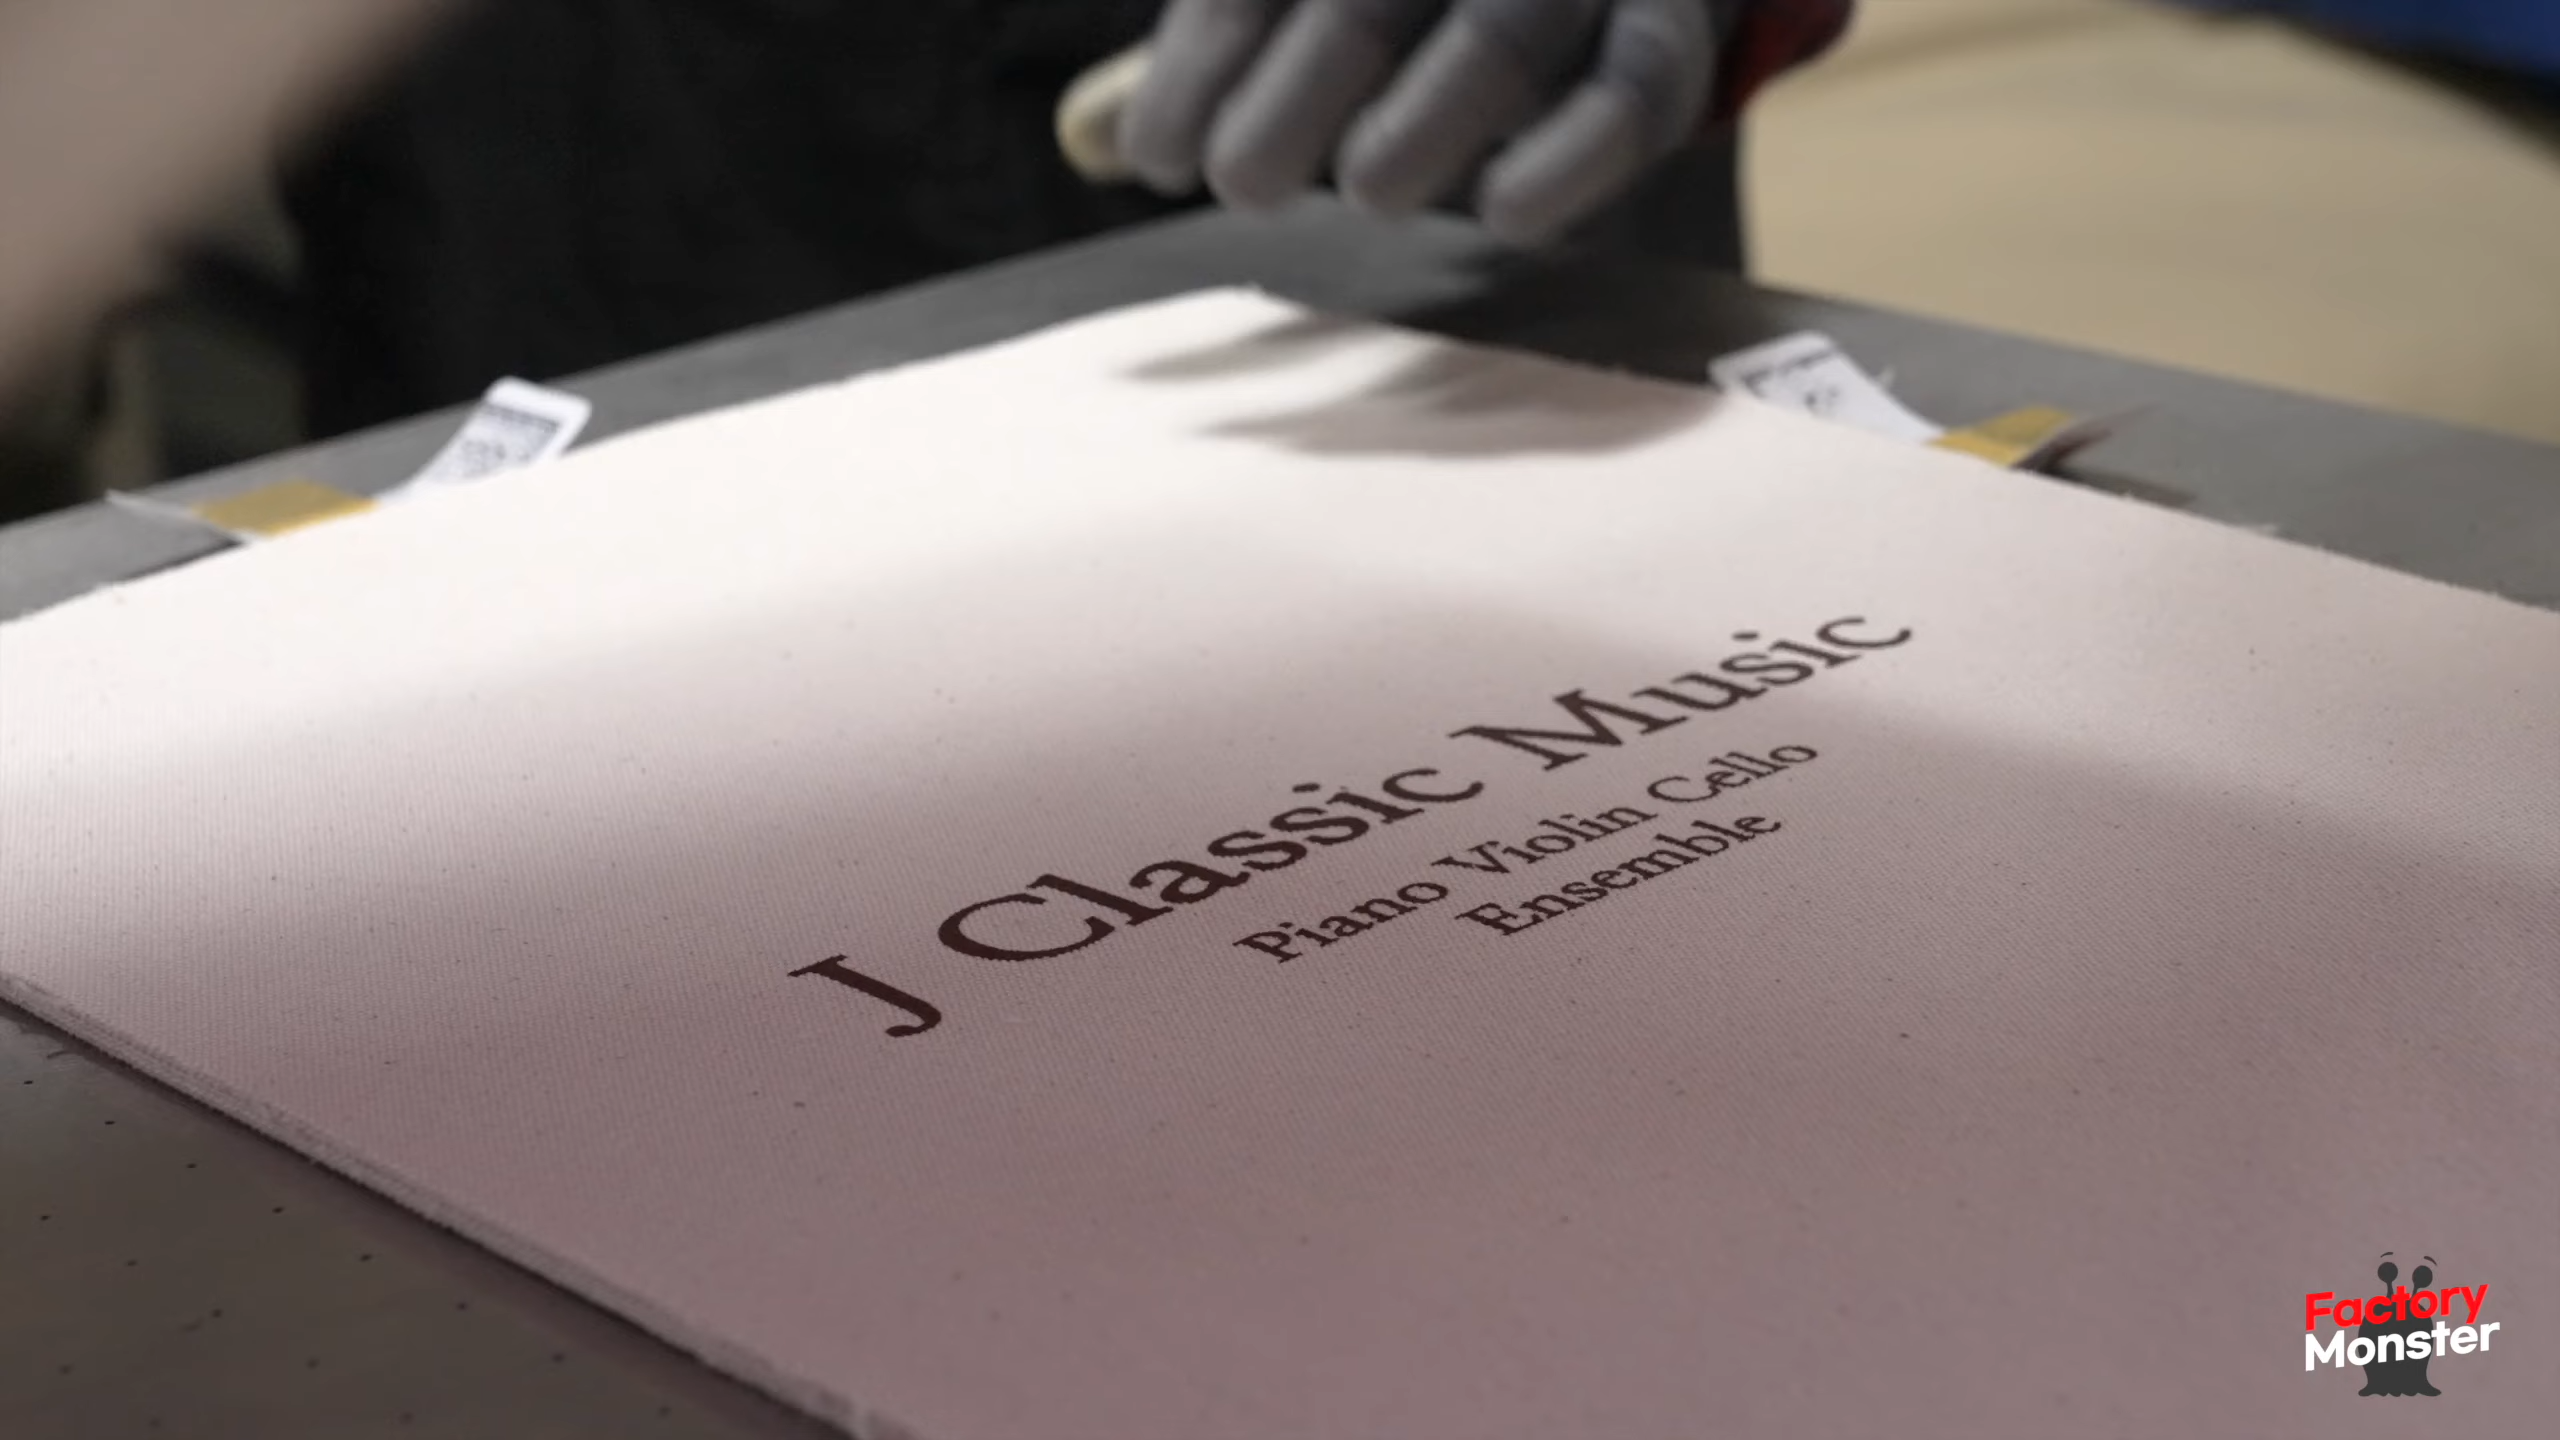 J Classic Music
Piano Violin Cello
Ensemble
Factory
Monster